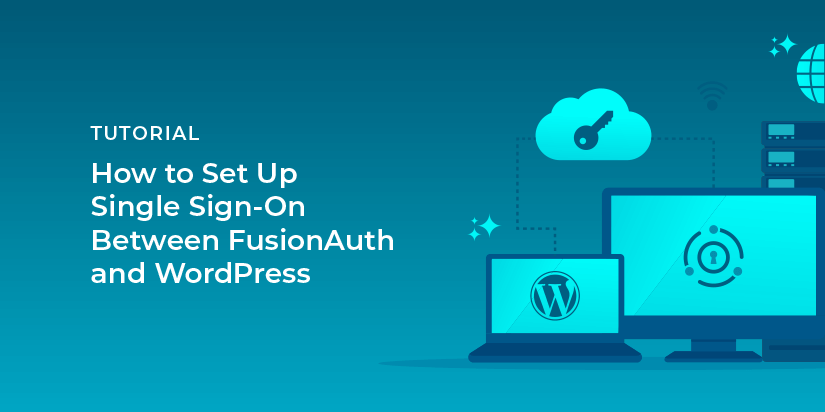 TUTORIAL
How to Set Up
Single Sign-On
Between FusionAuth
and WordPress